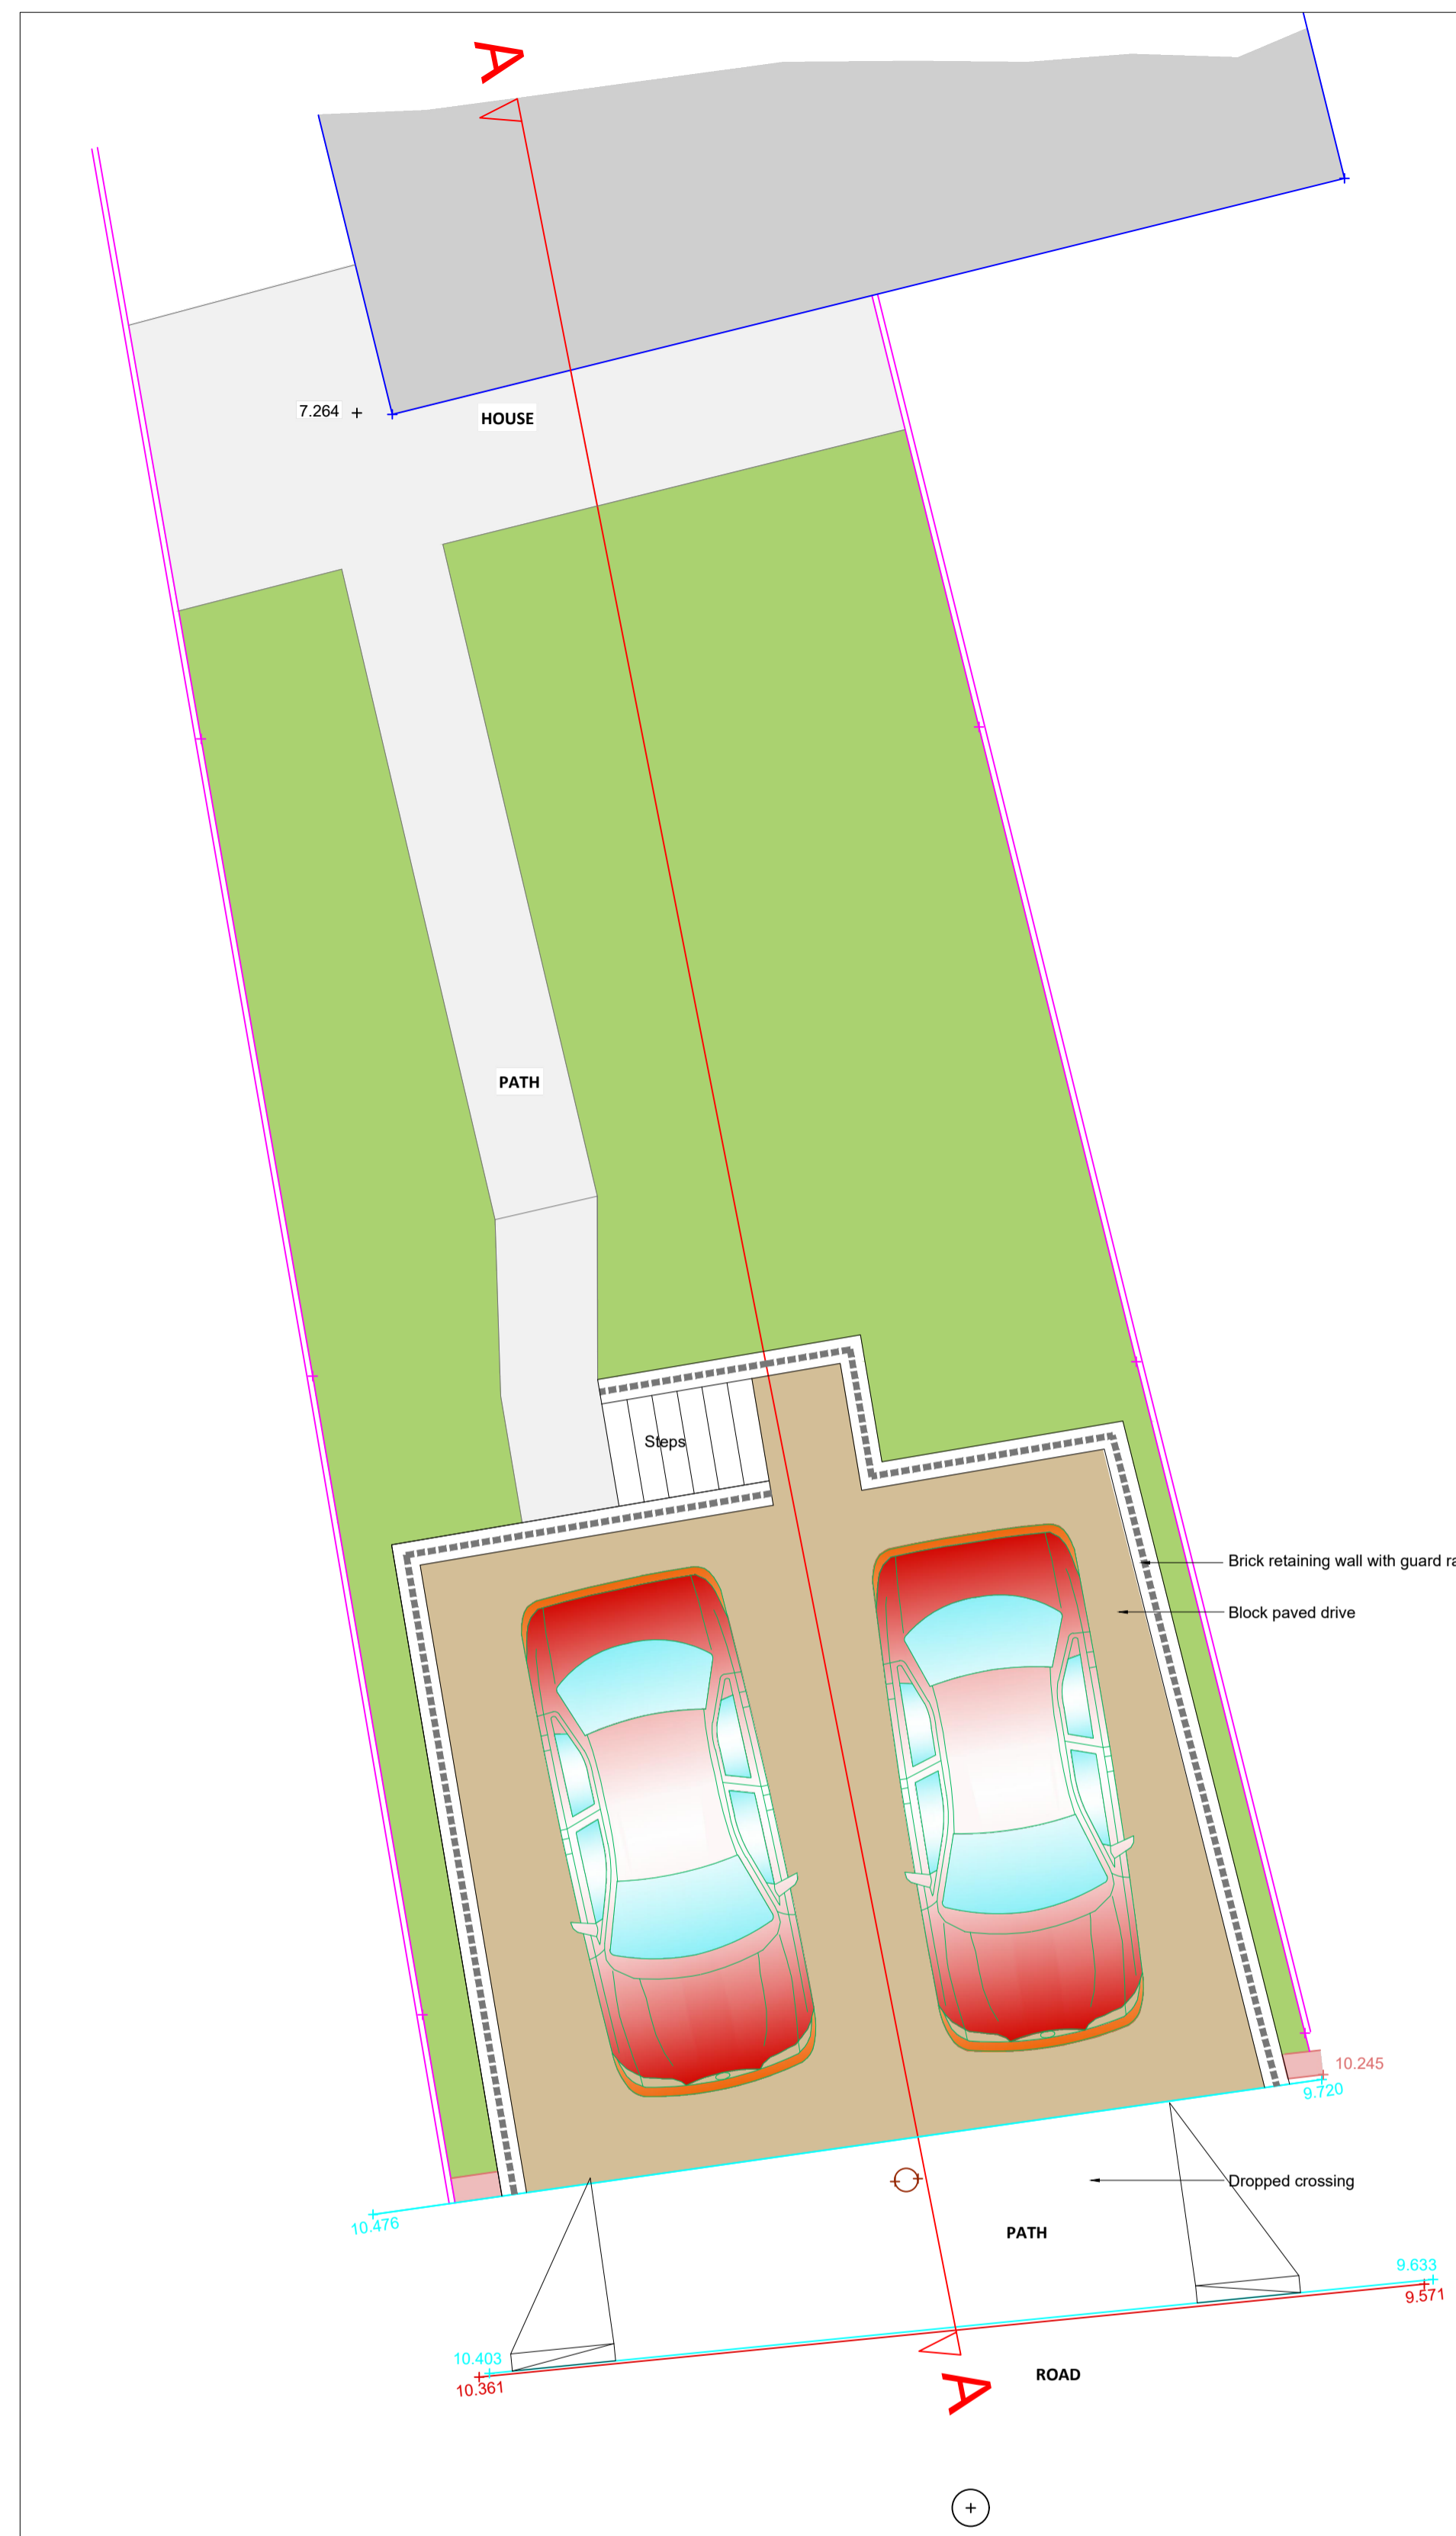 A
7.264
HOUSE
PATH
Steps
Brick retaining wall with guard
Block paved drive
10.245
9.720
Dropped crossing
10.476
PATH
9.633
9.571
10.403
10.361
ROAD
A